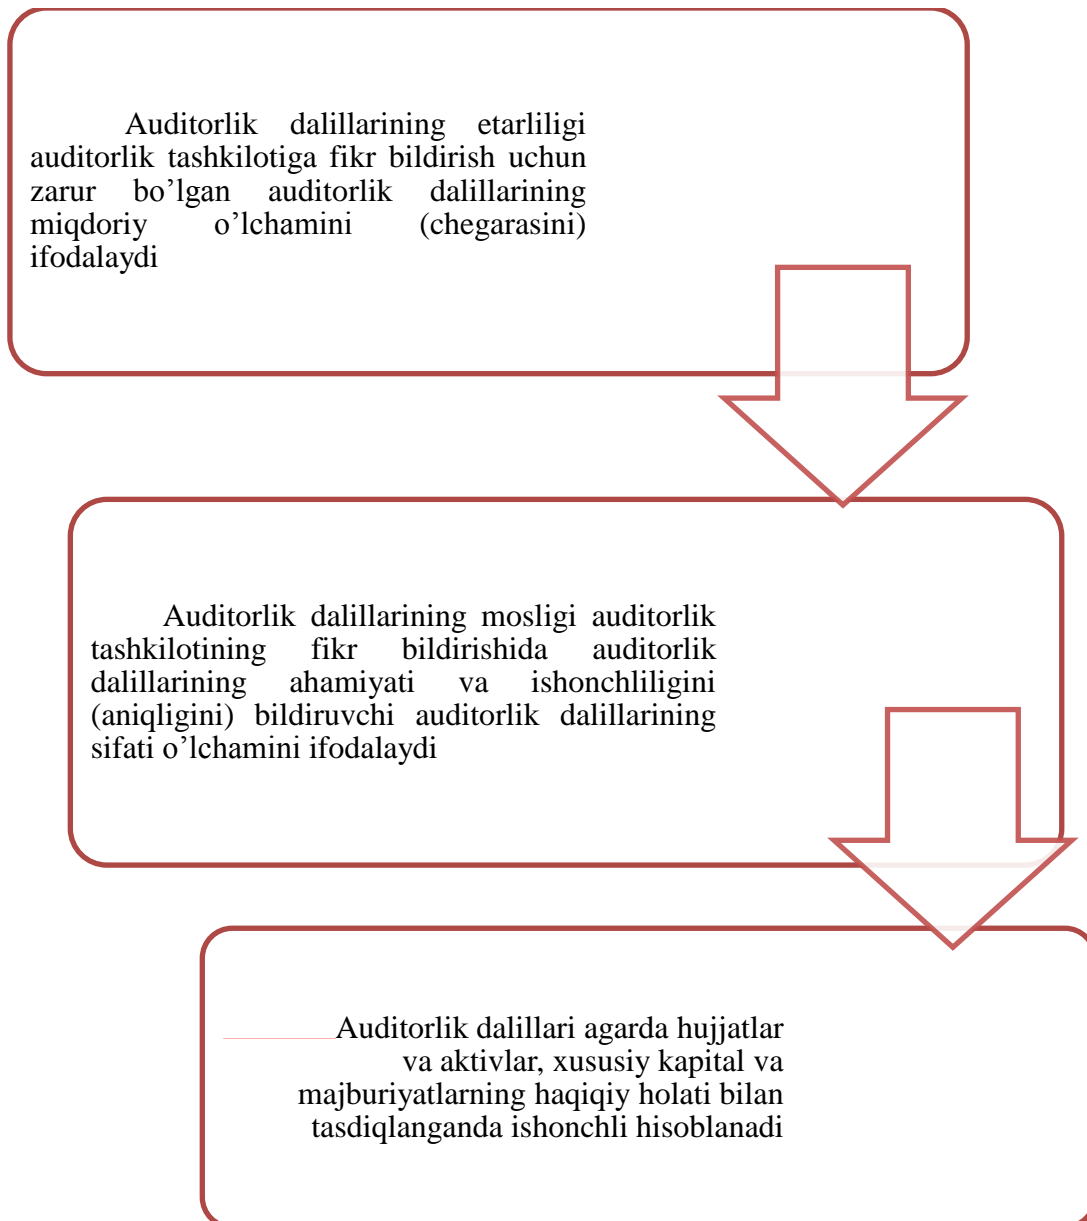 Auditorlik dalillarining etarliligi
auditorlik tashkilotiga fikr bildirish uchun
zarur bo’lgan auditorlik dalillarining
miqdoriy o’lchamini (chegarasini)
ifodalaydi
Auditorlik dalillarining mosligi auditorlik
tashkilotining fikr bildirishida auditorlik
dalillarining ahamiyati va ishonchliligini
(aniqligini) bildiruvchi auditorlik dalillarining
sifati o’lchamini ifodalaydi
Auditorlik dalillari agarda hujjatlar
va aktivlar, xususiy kapital va
majburiyatlarning haqiqiy holati bilan
tasdiqlanganda ishonchli hisoblanadi